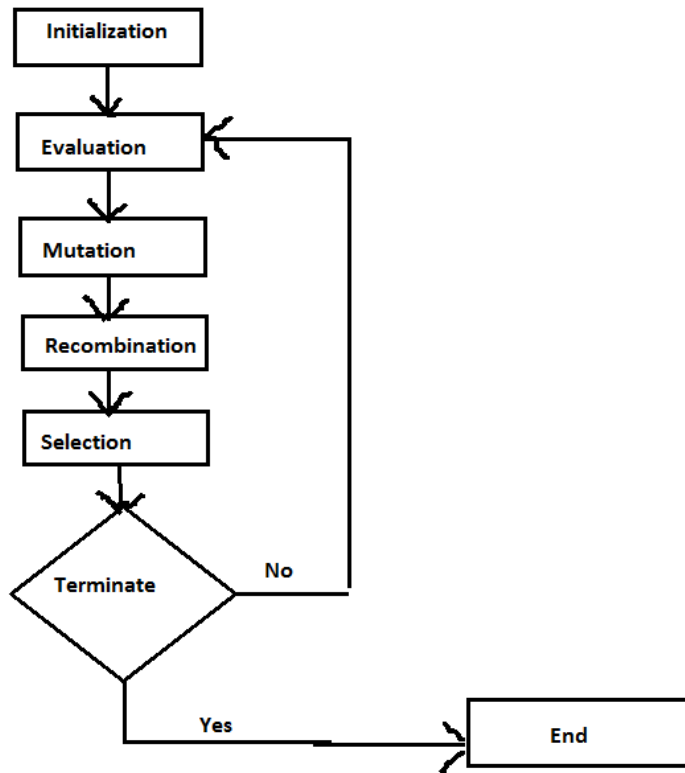 Initialization
Evaluation
Mutation
Recombination
Selection
Terminate
No
Yes
End